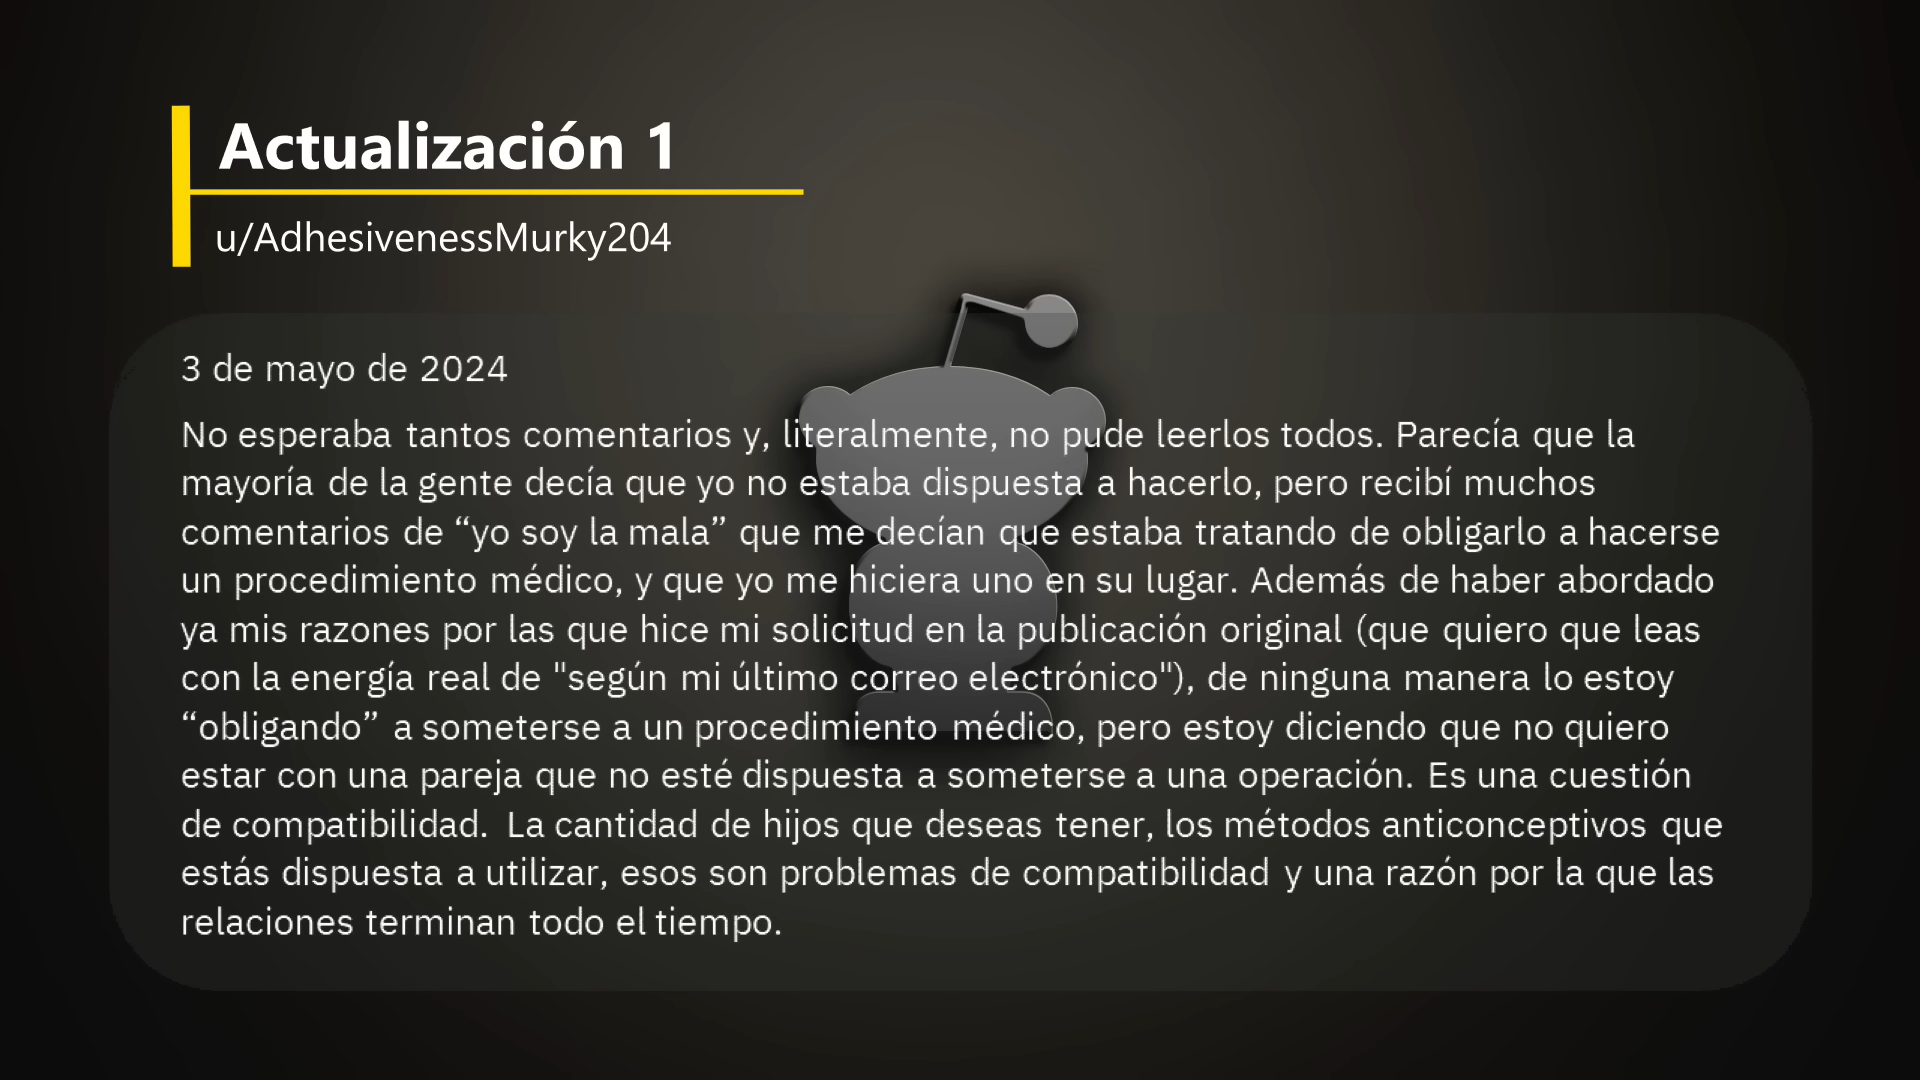 Actualización 1
u/AdhesivenessMurky204
3 de mayo de 2024
No esperaba tantos comentarios y, literalmente, no pude leerlos todos. Parecía que la
mayoría de la gente decía que yo no estaba dispuesta a hacerlo, pero recibí muchos
comentarios de “yo soy la mala” que me decían que estaba tratando de obligarlo a hacerse
un procedimiento médico, y que yo me hiciera uno en su lugar. Además de haber abordado
ya mis razones por las que hice mi solicitud en la publicación original (que quiero que leas
con la energía real de "según mi último correo electrónico"), de ninguna manera lo estoy
“obligando” a someterse a un procedimiento médico, pero estoy diciendo que no quiero
estar con una pareja que no esté dispuesta a someterse a una operación. Es una cuestión
de compatibilidad. La cantidad de hijos que deseas tener, los métodos anticonceptivos que
estás dispuesta a utilizar, esos son problemas de compatibilidad y una razón por la que las
relaciones terminan todo el tiempo.